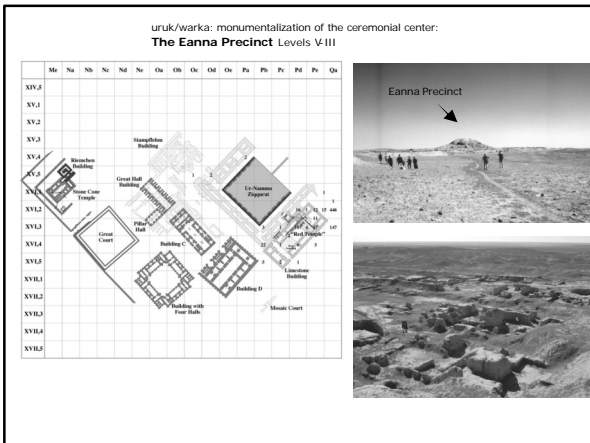 uruk/warka: monumentalization of the ceremonial center:
The Eanna Precinct Levels V-III
Me Na Nb Nc Nd Ne Oa Ob Oc Od Oe Pa Pb Pc Pd Pe Qa
XIV,5
XV,1
XV,2
XV,3
XV,4
XV,5
XVI,1
XVI,2
XVI,3
XVI,4
XVI,5
XVII,1
XVII,2
XVII,3
XVII,4
XVII,5
Stampflehm
Building
Riemchen
Building
Great Hall
Building
Stone Cone
Temple
Ur-Nammu
Ziqqurat
Great
Court
Pillar
Hall
Building C
"Red Temple"
Limestone
Building
Building D
Building with
Four Halls
Mosaic Court
Eanna Precinct